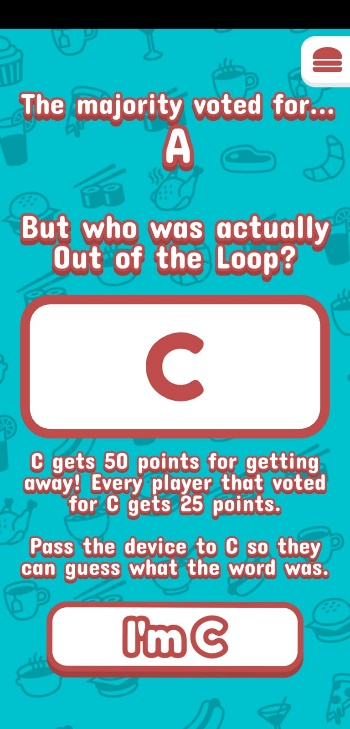 The majority voted for...
A
But who was actually
Out of the Loop?
C
C gets 50 points for getting
away! Every player that voted
for C gets 25 points.
Pass the device to C so they
can guess what the word was.
I'm C